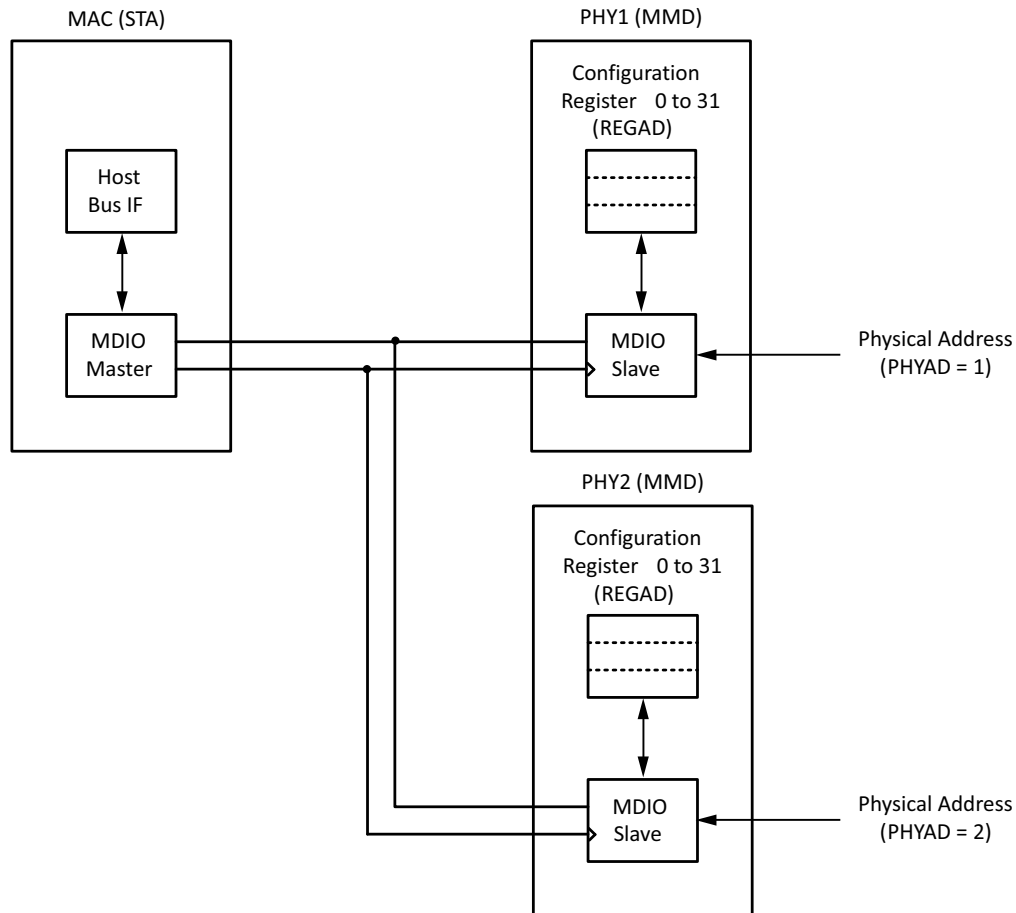 MAC (STA)
Host
Bus IF
MDIO
Master
PHY1 (MMD)
Configuration
Register 0 to 31
(REGAD)
MDIO
Slave
Physical Address
(PHYAD = 1)
PHY2 (MMD)
Configuration
Register 0 to 31
(REGAD)
MDIO
Slave
Physical Address
(PHYAD = 2)